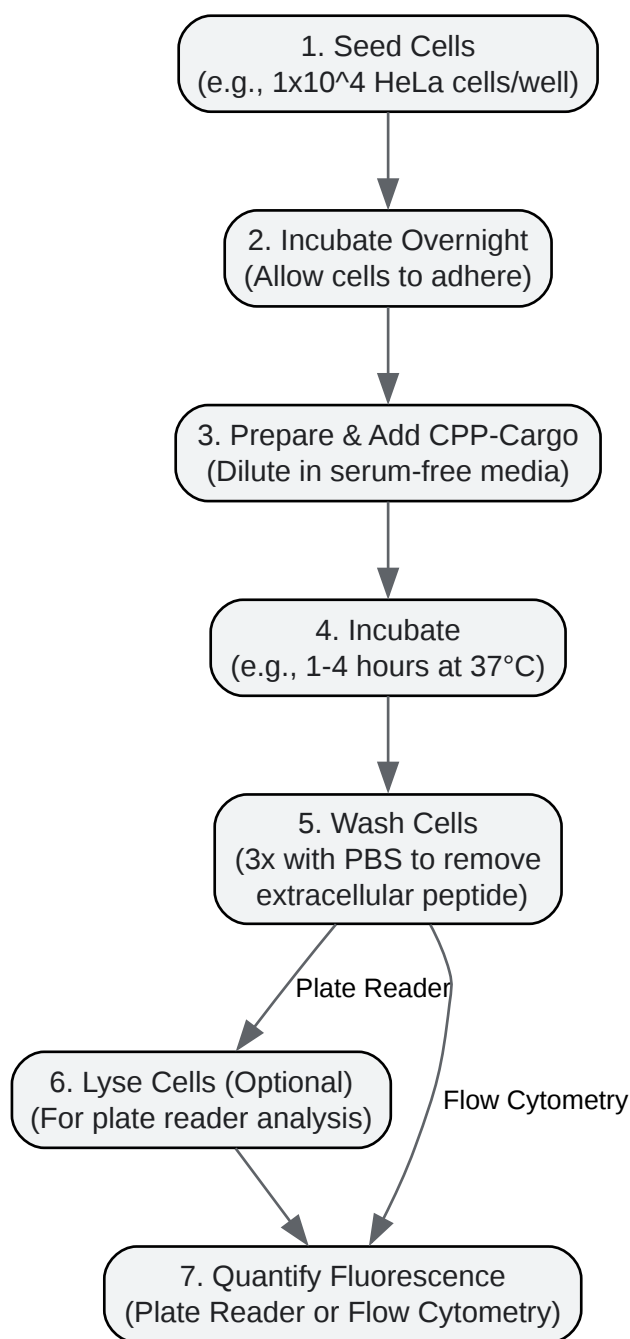 1. Seed Cells
(e.g., 1x10^4 HeLa cells/well)
2. Incubate Overnight
(Allow cells to adhere)
3. Prepare & Add CPP-Cargo
(Dilute in serum-free media)
4. Incubate
(e.g., 1-4 hours at 37°C)
5. Wash Cells
(3x with PBS to remove
extracellular peptide)
Plate Reader
6. Lyse Cells (Optional)
(For plate reader analysis)
Flow Cytometry
7. Quantify Fluorescence
(Plate Reader or Flow Cytometry)